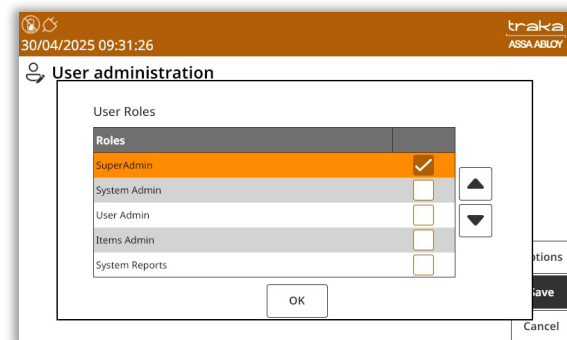 traka
30/04/2025 09:31:26
ASSA ABLOY
User administration
User Roles
Roles
SuperAdmin
System Admin
User Admin
Items Admin
System Reports
OK
Save
Cancel